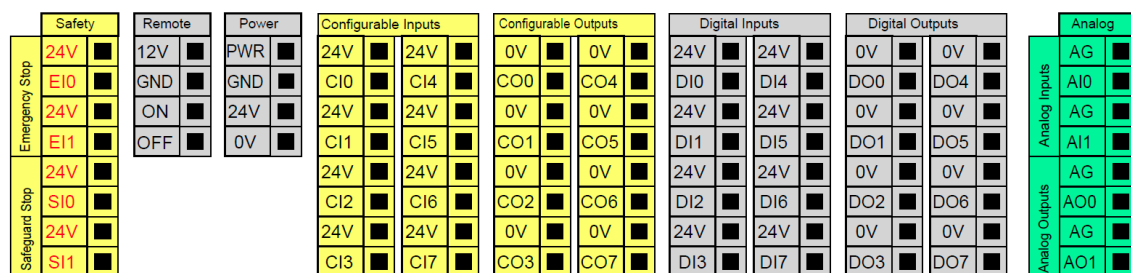 Safety Remote Power Configurable Inputs Configurable Outputs Digital Inputs Digital Outputs Analog
Emergency Stop
Safeguard Stop
Analog Inputs
Analog Outputs
24V 12V PWR 24V 24V 0V 0V 24V 24V 0V 0V AG
EI0 GND GND CI0 CI4 CO0 CO4 DI0 DI4 DO0 DO4 AI0
24V ON 24V 24V 24V 0V 0V 24V 24V 0V 0V AG
EI1 OFF 0V CI1 CI5 CO1 CO5 DI1 DI5 DO1 DO5 AI1
24V 24V 24V 0V 0V 24V 24V 0V 0V AG
SI0 CI2 CI6 CO2 CO6 DI2 DI6 DO2 DO6 AO0
24V 24V 24V 0V 0V 24V 24V 0V 0V AG
SI1 CI3 CI7 CO3 CO7 DI3 DI7 DO3 DO7 AO1